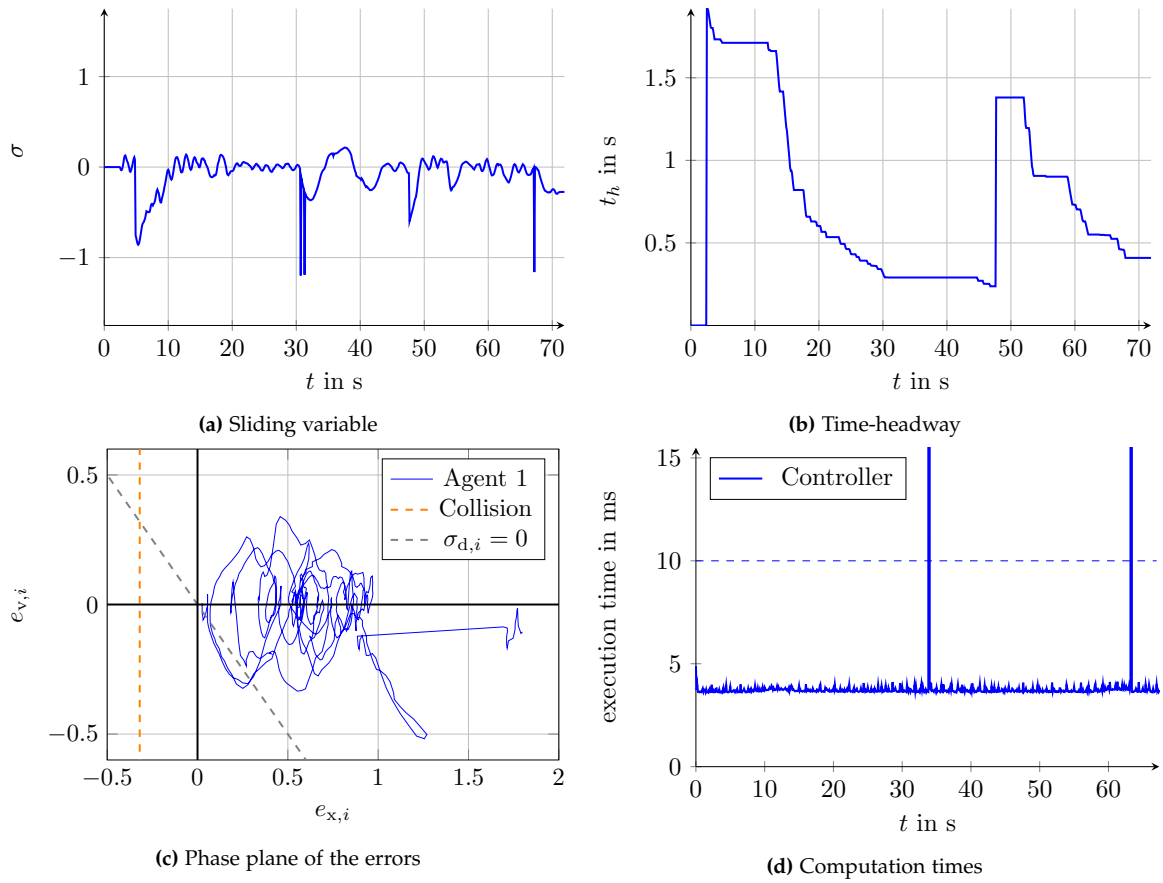 1
0
−1
σ
0 10 20 30 40 50 60 70
t in s
(a) Sliding variable
1.5
1
0.5
t_h in s
0 10 20 30 40 50 60 70
t in s
(b) Time-headway
0.5
0
−0.5
e_{v,i}
−0.5 0 0.5 1 1.5 2
e_{x,i}
Agent 1
Collision
σ_{d,i} = 0
(c) Phase plane of the errors
15
10
5
0
execution time in ms
Controller
0 10 20 30 40 50 60
t in s
(d) Computation times